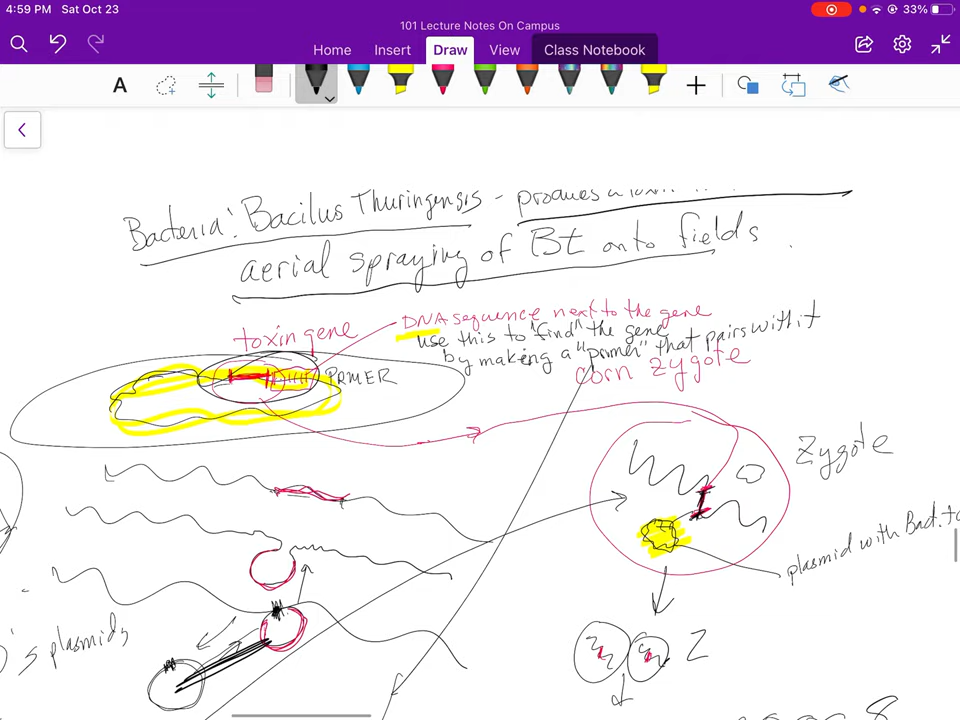 4:59 PM Sat Oct 23
33%
101 Lecture Notes On Campus
Home Insert Draw View Class Notebook
A
Bacteria: Bacilus Thuringensis - produces a toxin
aerial spraying of Bt onto fields
toxin gene
DNA sequence next to the gene
use this to "find" the gene
by making a "primer" that pairs with it
corn zygote
PRMER
Zygote
plasmid with Bact. to
plasmids
2